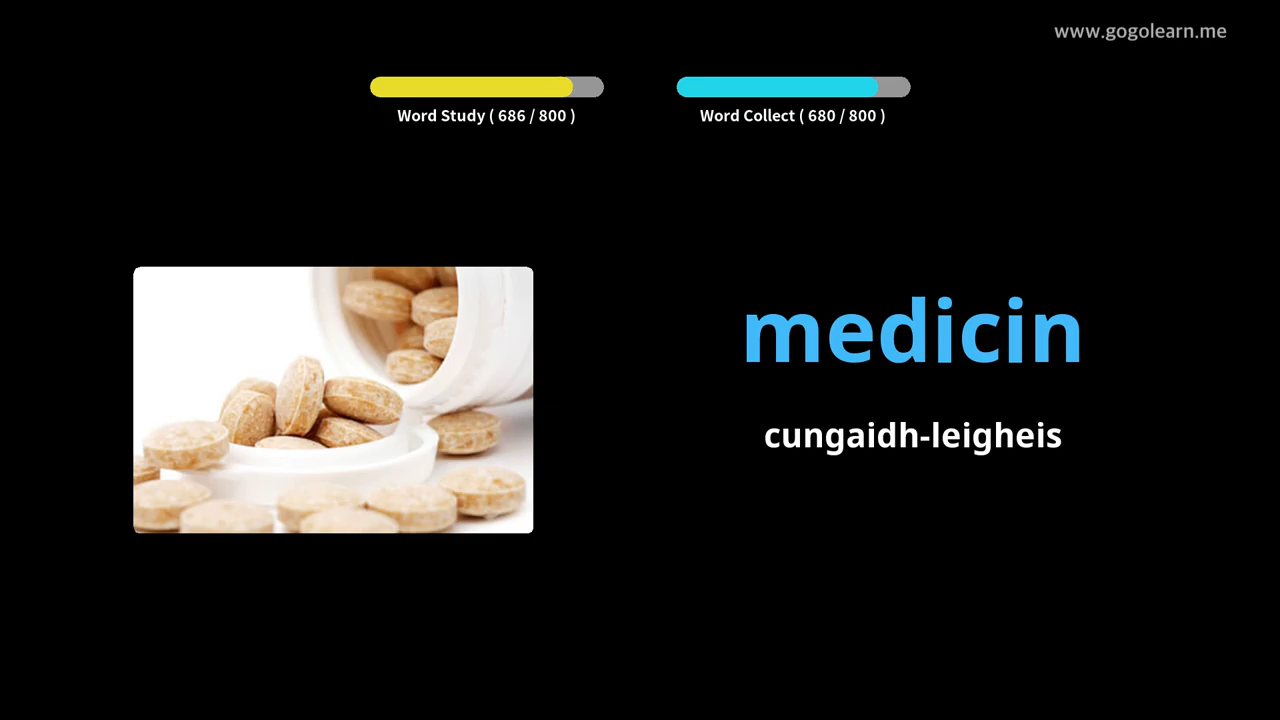 www.gogolearn.me
Word Study ( 686 / 800 )
Word Collect ( 680 / 800 )
medicin
cungaidh-leigheis